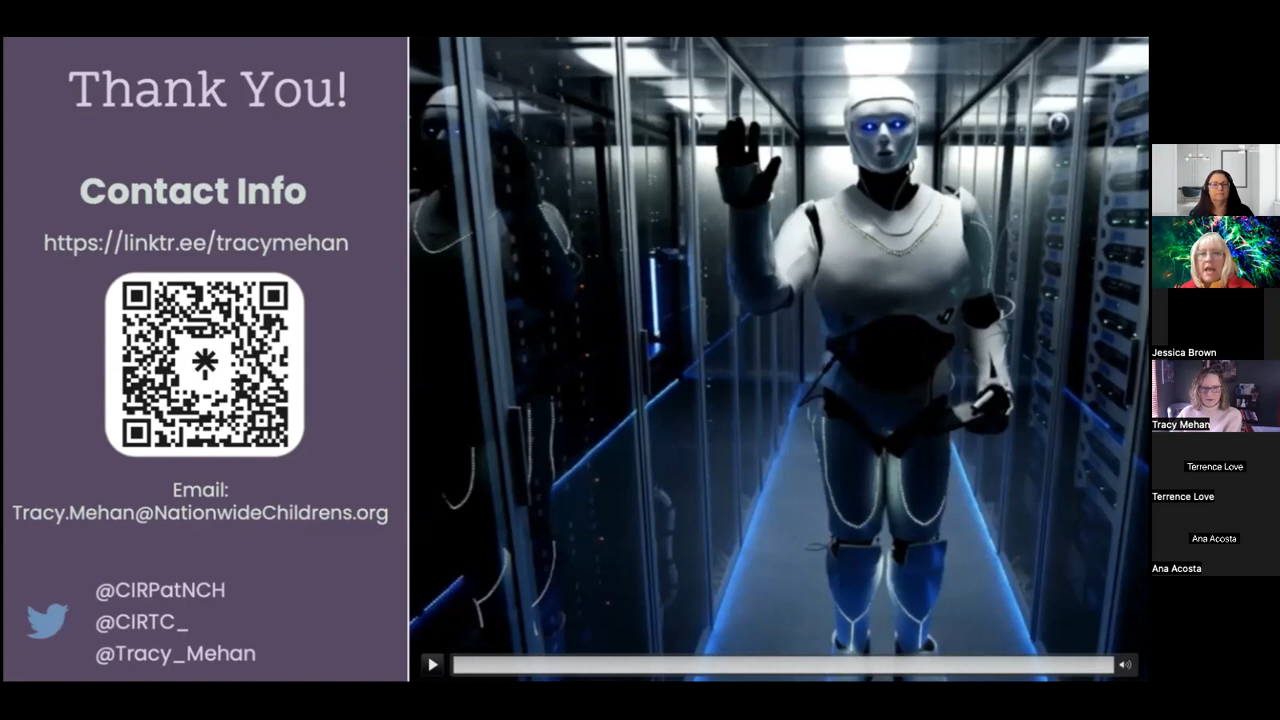 Thank You!
Contact Info
https://linktr.ee/tracymehan
Email:
Tracy.Mehan@NationwideChildrens.org
@CIRPatNCH
@CIRTC_
@Tracy_Mehan
Jessica Brown
Tracy Mehan
Terrence Love
Terrence Love
Ana Acosta
Ana Acosta